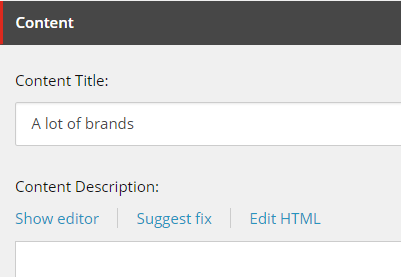 Content
Content Title:
A lot of brands
Content Description:
Show editor
Suggest fix
Edit HTML